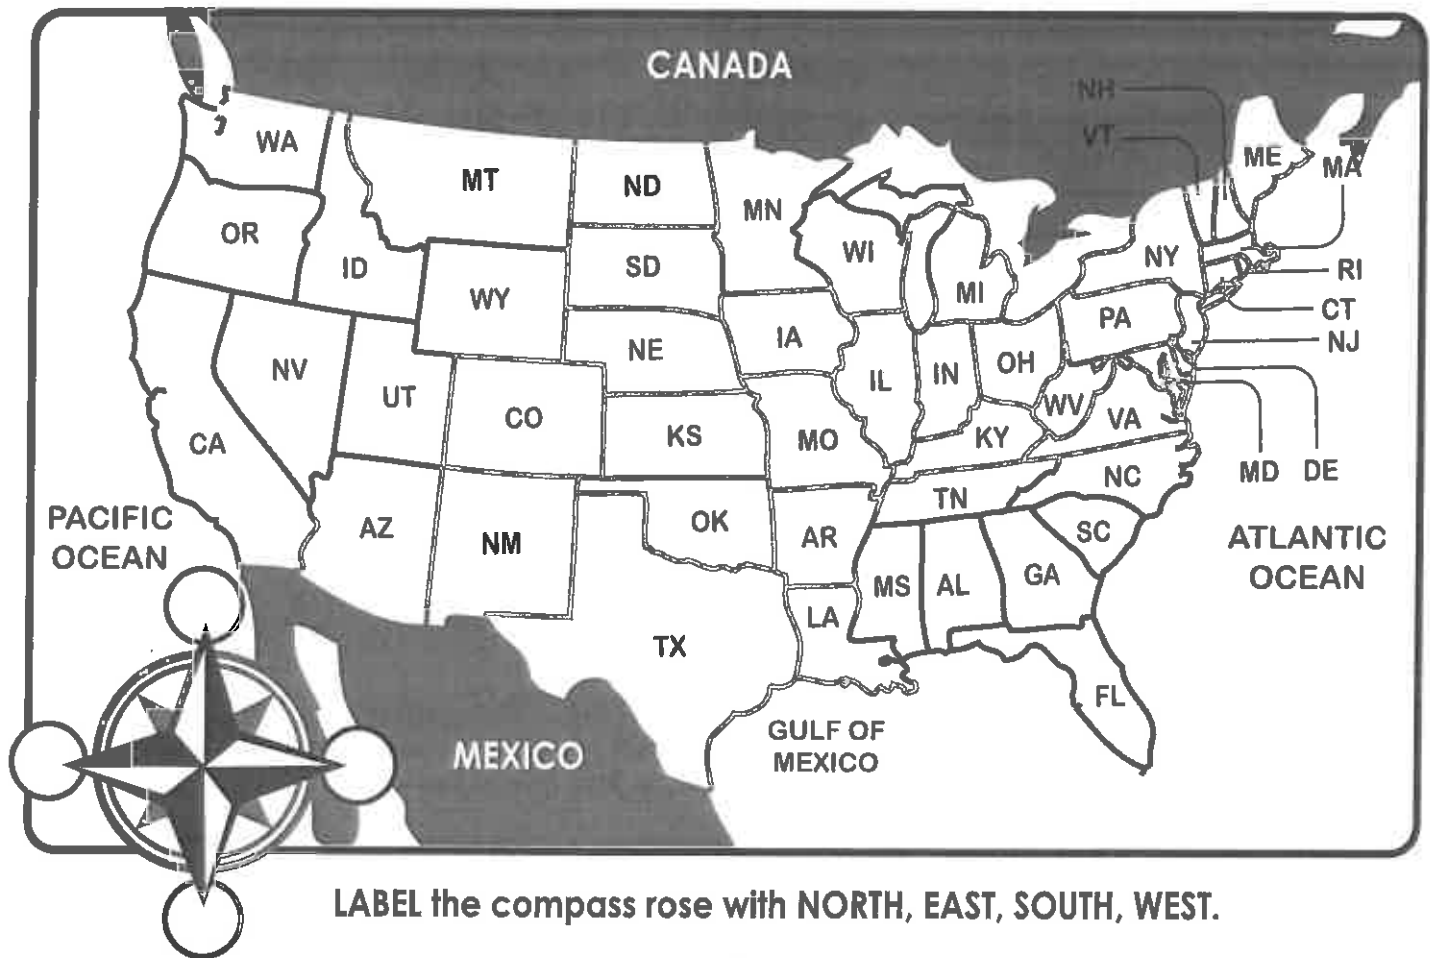 CANADA
NH
VT
WA
MT
ND
MN
ME
MA
OR
ID
SD
WI
NY
WY
MI
RI
CT
NJ
PA
NV
NE
IA
IL
IN
OH
UT
CO
KS
MO
KY
WV
VA
CA
MD
DE
AZ
NM
OK
AR
TN
NC
SC
PACIFIC
OCEAN
ATLANTIC
OCEAN
MS
AL
GA
LA
TX
FL
GULF OF
MEXICO
MEXICO
LABEL the compass rose with NORTH, EAST, SOUTH, WEST.